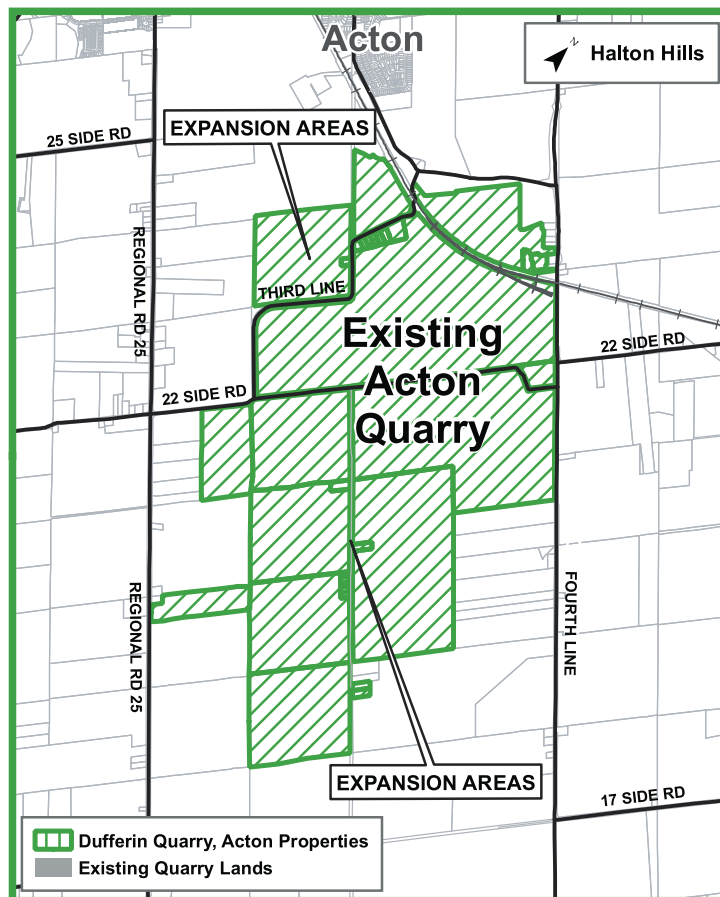 Acton
N
Halton Hills
EXPANSION AREAS
25 SIDE RD
REGIONAL RD 25
THIRD LINE
Existing
Acton
Quarry
22 SIDE RD
22 SIDE RD
REGIONAL RD 25
FOURTH LINE
EXPANSION AREAS
17 SIDE RD
Dufferin Quarry, Acton Properties
Existing Quarry Lands